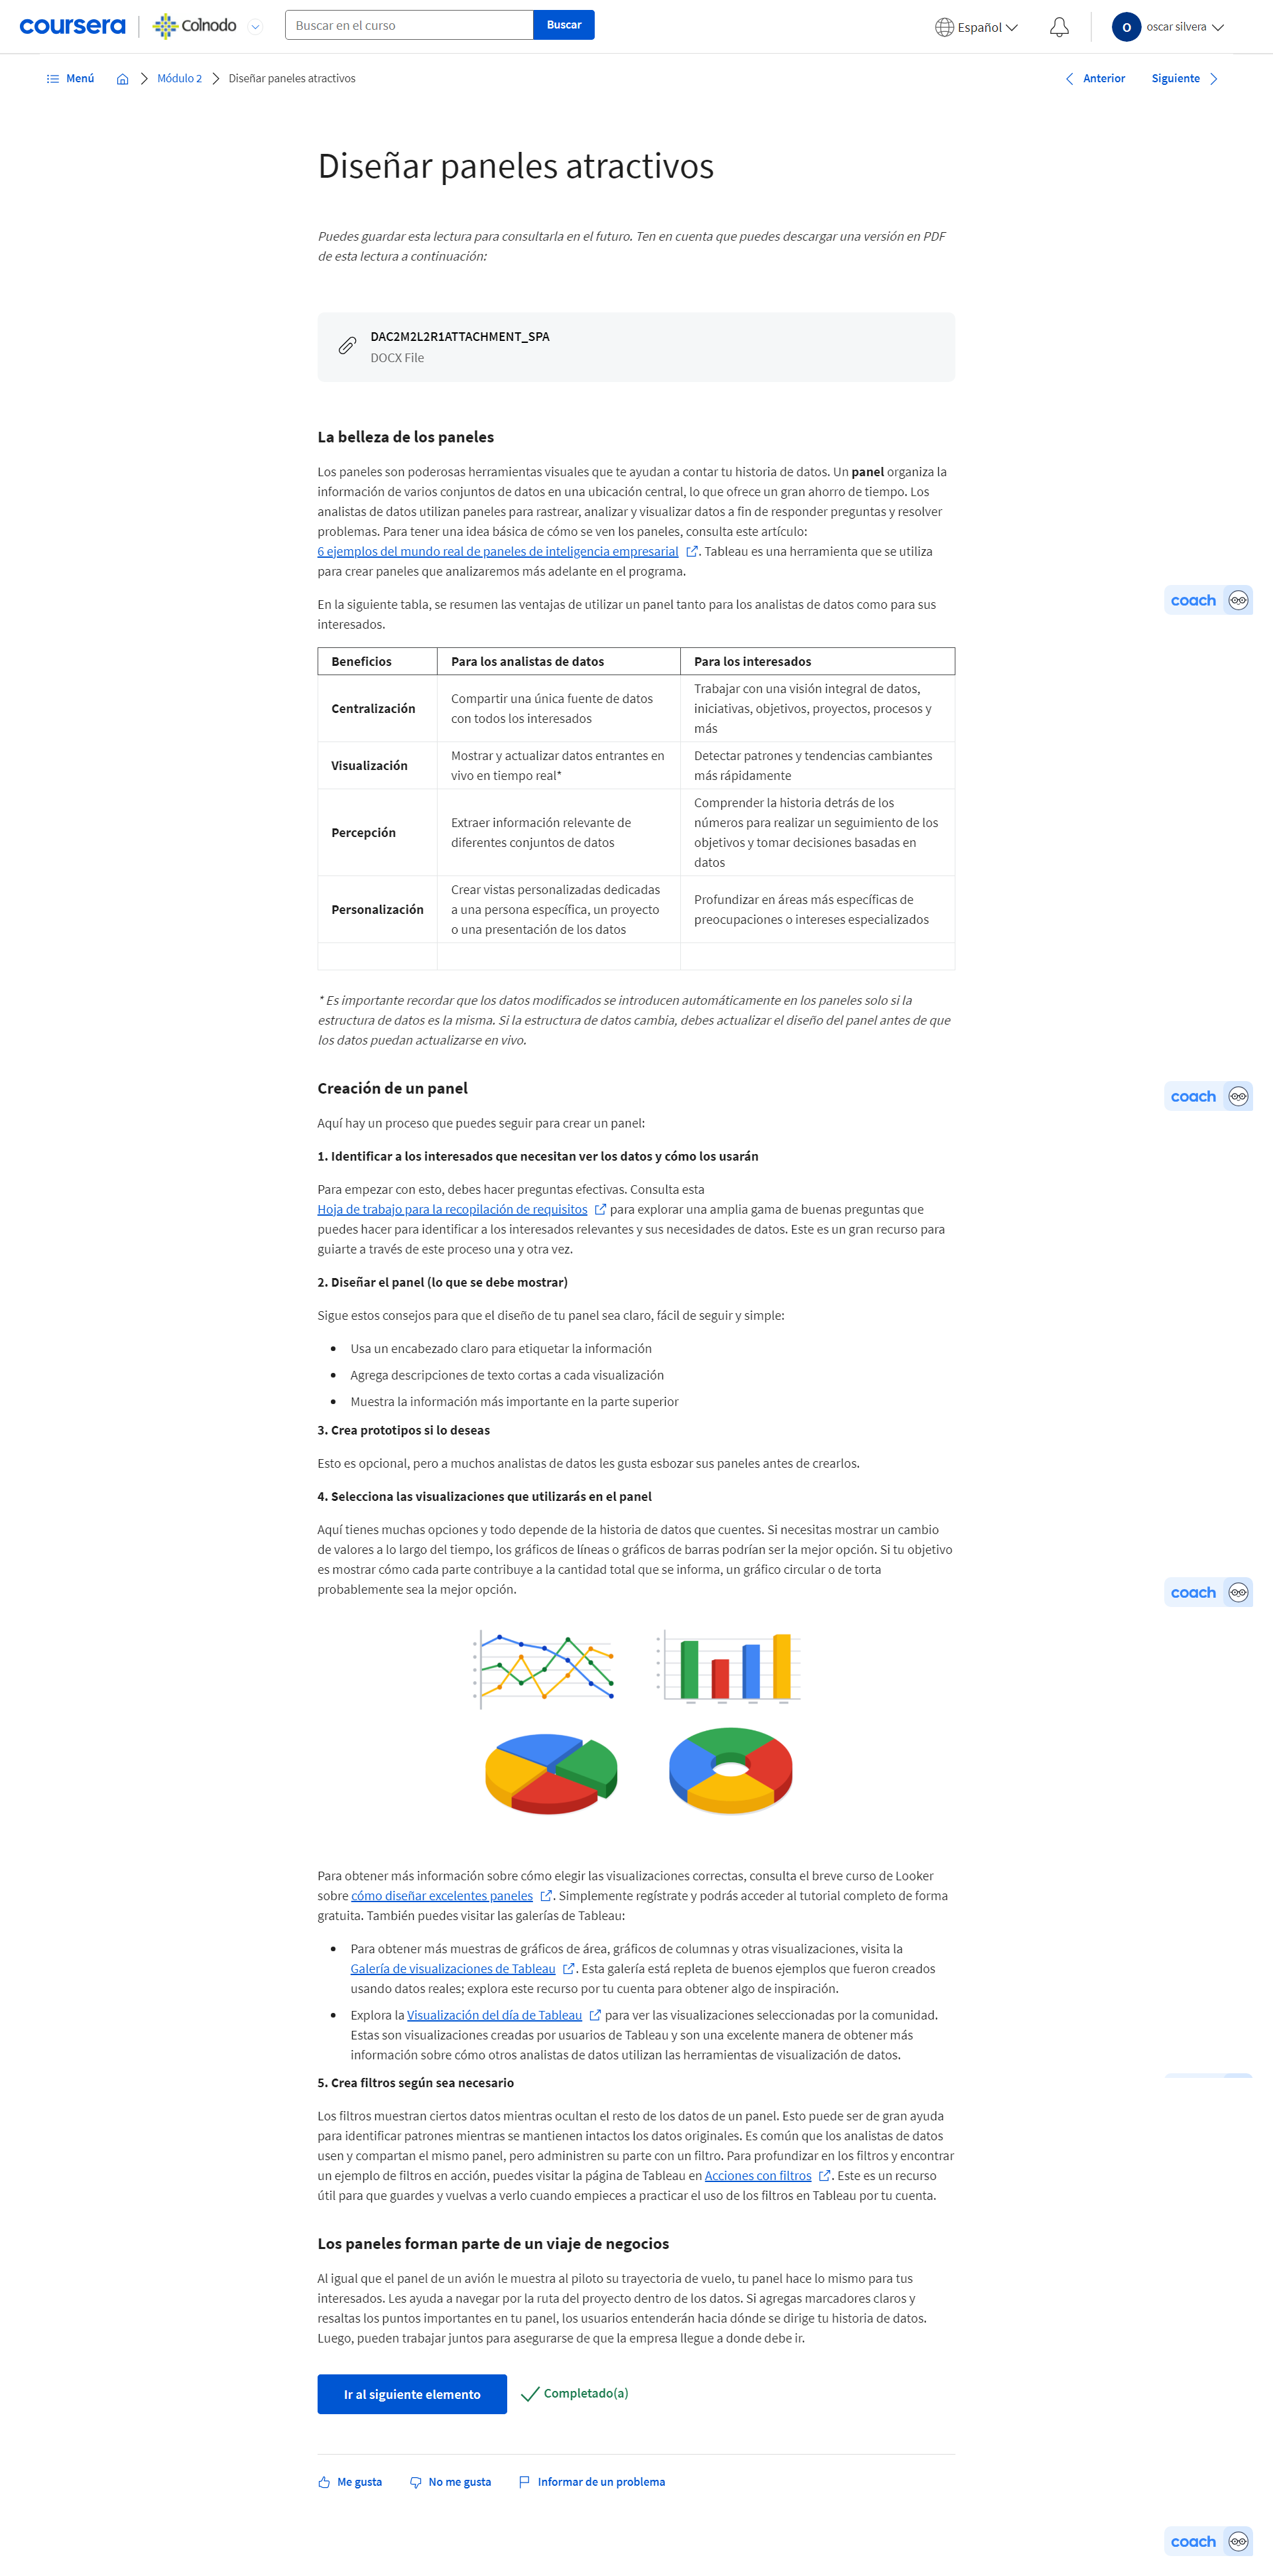 coursera
Colnodo
Buscar en el curso
Buscar
Español
O
oscar silvera
Menú
Módulo 2
Diseñar paneles atractivos
Anterior
Siguiente
Diseñar paneles atractivos
Puedes guardar esta lectura para consultarla en el futuro. Ten en cuenta que puedes descargar una versión en PDF
de esta lectura a continuación:
DAC2M2L2R1ATTACHMENT_SPA
DOCX File
La belleza de los paneles
Los paneles son poderosas herramientas visuales que te ayudan a contar tu historia de datos. Un panel organiza la
información de varios conjuntos de datos en una ubicación central, lo que ofrece un gran ahorro de tiempo. Los
analistas de datos utilizan paneles para rastrear, analizar y visualizar datos a fin de responder preguntas y resolver
problemas. Para tener una idea básica de cómo se ven los paneles, consulta este artículo:
6 ejemplos del mundo real de paneles de inteligencia empresarial. Tableau es una herramienta que se utiliza
para crear paneles que analizaremos más adelante en el programa.
coach
En la siguiente tabla, se resumen las ventajas de utilizar un panel tanto para los analistas de datos como para sus
interesados.
Beneficios
Para los analistas de datos
Para los interesados
Centralización
Compartir una única fuente de datos
con todos los interesados
Trabajar con una visión integral de datos,
iniciativas, objetivos, proyectos, procesos y
más
Visualización
Mostrar y actualizar datos entrantes en
vivo en tiempo real*
Detectar patrones y tendencias cambiantes
más rápidamente
Percepción
Extraer información relevante de
diferentes conjuntos de datos
Comprender la historia detrás de los
números para realizar un seguimiento de los
objetivos y tomar decisiones basadas en
datos
Personalización
Crear vistas personalizadas dedicadas
a una persona específica, un proyecto
o una presentación de los datos
Profundizar en áreas más específicas de
preocupaciones o intereses especializados
* Es importante recordar que los datos modificados se introducen automáticamente en los paneles solo si la
estructura de datos es la misma. Si la estructura de datos cambia, debes actualizar el diseño del panel antes de que
los datos puedan actualizarse en vivo.
Creación de un panel
coach
Aquí hay un proceso que puedes seguir para crear un panel:
1. Identificar a los interesados que necesitan ver los datos y cómo los usarán
Para empezar con esto, debes hacer preguntas efectivas. Consulta esta
Hoja de trabajo para la recopilación de requisitos para explorar una amplia gama de buenas preguntas que
puedes hacer para identificar a los interesados relevantes y sus necesidades de datos. Este es un gran recurso para
guiarte a través de este proceso una y otra vez.
2. Diseñar el panel (lo que se debe mostrar)
Sigue estos consejos para que el diseño de tu panel sea claro, fácil de seguir y simple:
• Usa un encabezado claro para etiquetar la información
• Agrega descripciones de texto cortas a cada visualización
• Muestra la información más importante en la parte superior
3. Crea prototipos si lo deseas
Esto es opcional, pero a muchos analistas de datos les gusta esbozar sus paneles antes de crearlos.
4. Selecciona las visualizaciones que utilizarás en el panel
Aquí tienes muchas opciones y todo depende de la historia de datos que cuentes. Si necesitas mostrar un cambio
de valores a lo largo del tiempo, los gráficos de líneas o gráficos de barras podrían ser la mejor opción. Si tu objetivo
es mostrar cómo cada parte contribuye a la cantidad total que se informa, un gráfico circular o de torta
probablemente sea la mejor opción.
coach
Para obtener más información sobre cómo elegir las visualizaciones correctas, consulta el breve curso de Looker
sobre cómo diseñar excelentes paneles. Simplemente regístrate y podrás acceder al tutorial completo de forma
gratuita. También puedes visitar las galerías de Tableau:
• Para obtener más muestras de gráficos de área, gráficos de columnas y otras visualizaciones, visita la
Galería de visualizaciones de Tableau. Esta galería está repleta de buenos ejemplos que fueron creados
usando datos reales; explora este recurso por tu cuenta para obtener algo de inspiración.
• Explora la Visualización del día de Tableau para ver las visualizaciones seleccionadas por la comunidad.
Estas son visualizaciones creadas por usuarios de Tableau y son una excelente manera de obtener más
información sobre cómo otros analistas de datos utilizan las herramientas de visualización de datos.
5. Crea filtros según sea necesario
Los filtros muestran ciertos datos mientras ocultan el resto de los datos de un panel. Esto puede ser de gran ayuda
para identificar patrones mientras se mantienen intactos los datos originales. Es común que los analistas de datos
usen y compartan el mismo panel, pero administren su parte con un filtro. Para profundizar en los filtros y encontrar
un ejemplo de filtros en acción, puedes visitar la página de Tableau en Acciones con filtros. Este es un recurso
útil para que guardes y vuelvas a verlo cuando empieces a practicar el uso de los filtros en Tableau por tu cuenta.
Los paneles forman parte de un viaje de negocios
Al igual que el panel de un avión le muestra al piloto su trayectoria de vuelo, tu panel hace lo mismo para tus
interesados. Les ayuda a navegar por la ruta del proyecto dentro de los datos. Si agregas marcadores claros y
resaltas los puntos importantes en tu panel, los usuarios entenderán hacia dónde se dirige tu historia de datos.
Luego, pueden trabajar juntos para asegurarse de que la empresa llegue a donde debe ir.
Ir al siguiente elemento
Completado(a)
Me gusta
No me gusta
Informar de un problema
coach